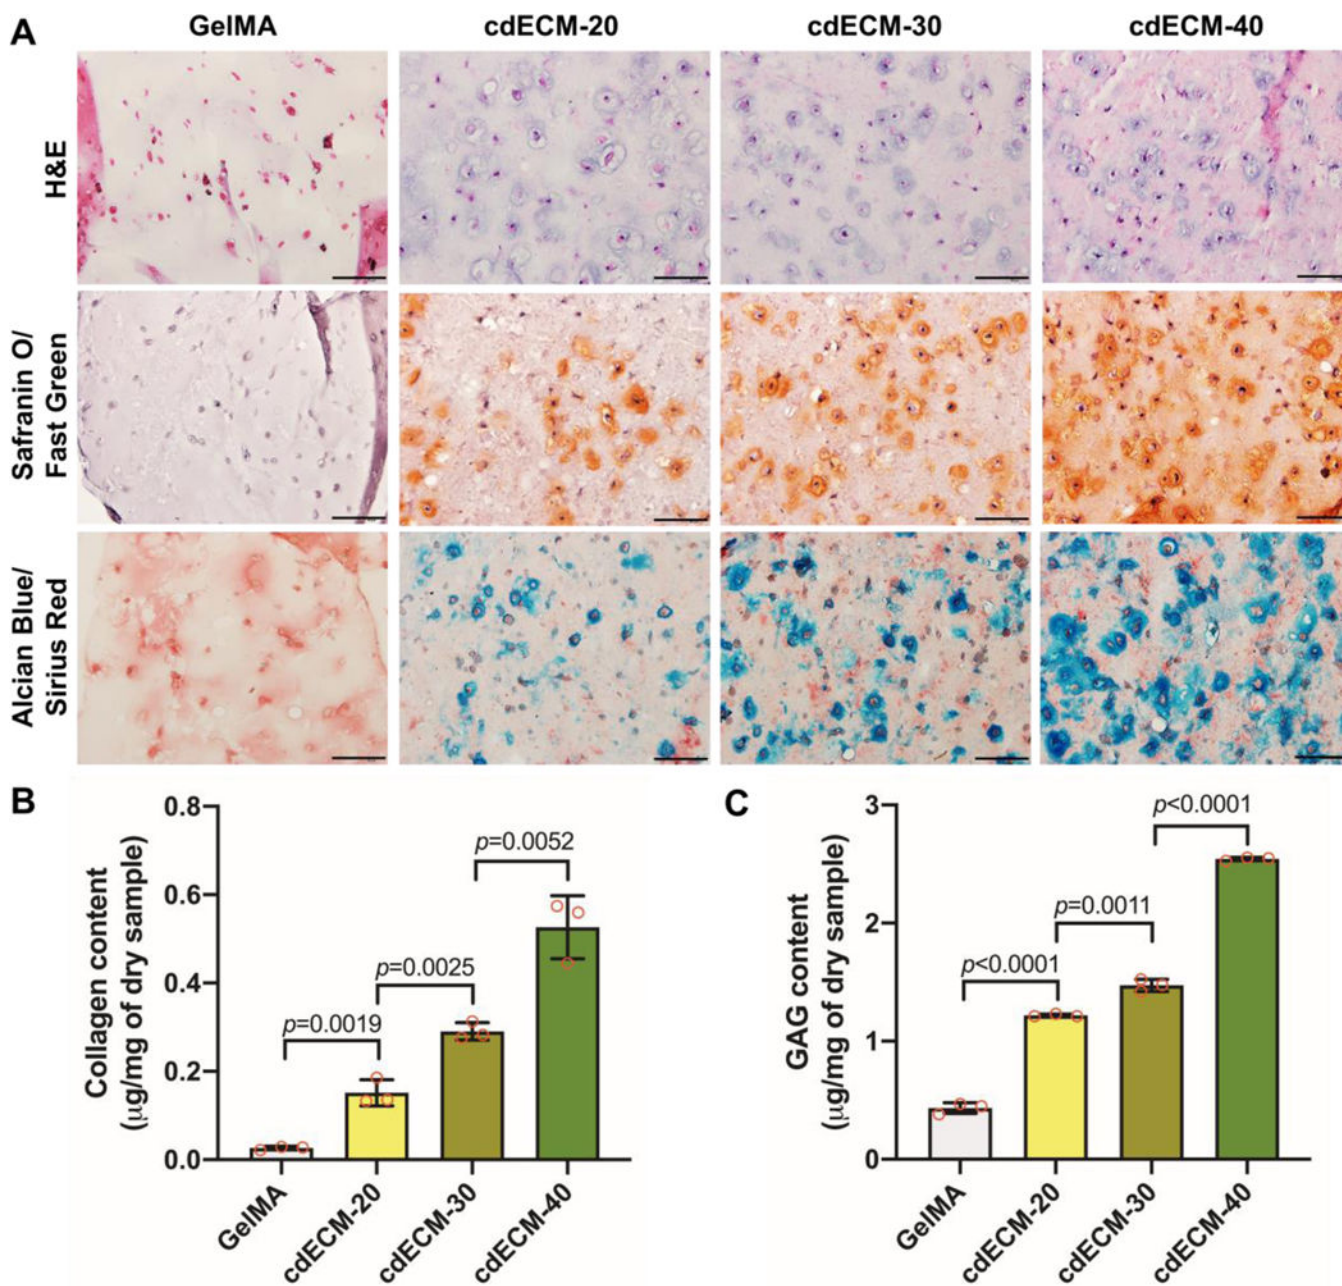 A
GelMA
cdECM-20
cdECM-30
cdECM-40
H&E
Safranin O/
Fast Green
Alcian Blue/
Sirius Red
B
Collagen content
(μg/mg of dry sample)
0.8
0.6
0.4
0.2
0.0
p=0.0019
p=0.0025
p=0.0052
GelMA
cdECM-20
cdECM-30
cdECM-40
C
GAG content
(μg/mg of dry sample)
3
2
1
0
p<0.0001
p=0.0011
p<0.0001
GelMA
cdECM-20
cdECM-30
cdECM-40